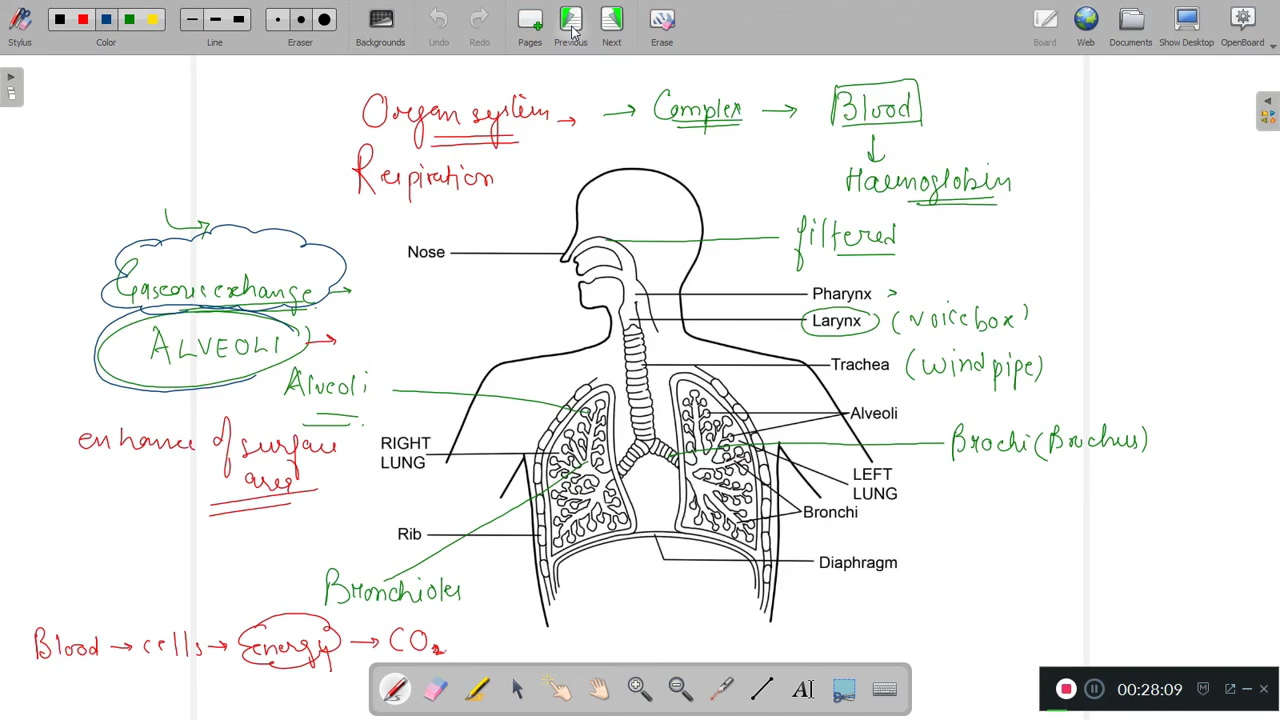 Stylus
Color
Line
Eraser
Backgrounds
Undo
Redo
Pages
Previous
Next
Erase
Board
Web
Documents
Show Desktop
OpenBoard
Organ system → → Complex → Blood
Respiration
Haemoglobin
filtered
Nose
Gaseous exchange →
Pharynx >
Larynx (voicebox)
ALVEOLI →
Trachea (windpipe)
Alveoli
Alveoli
enhance of surface
area
RIGHT
LUNG
Brochi (Brochus)
LEFT
LUNG
Bronchi
Rib
Diaphragm
Bronchioles
Blood → cells → energy → CO2
00:28:09